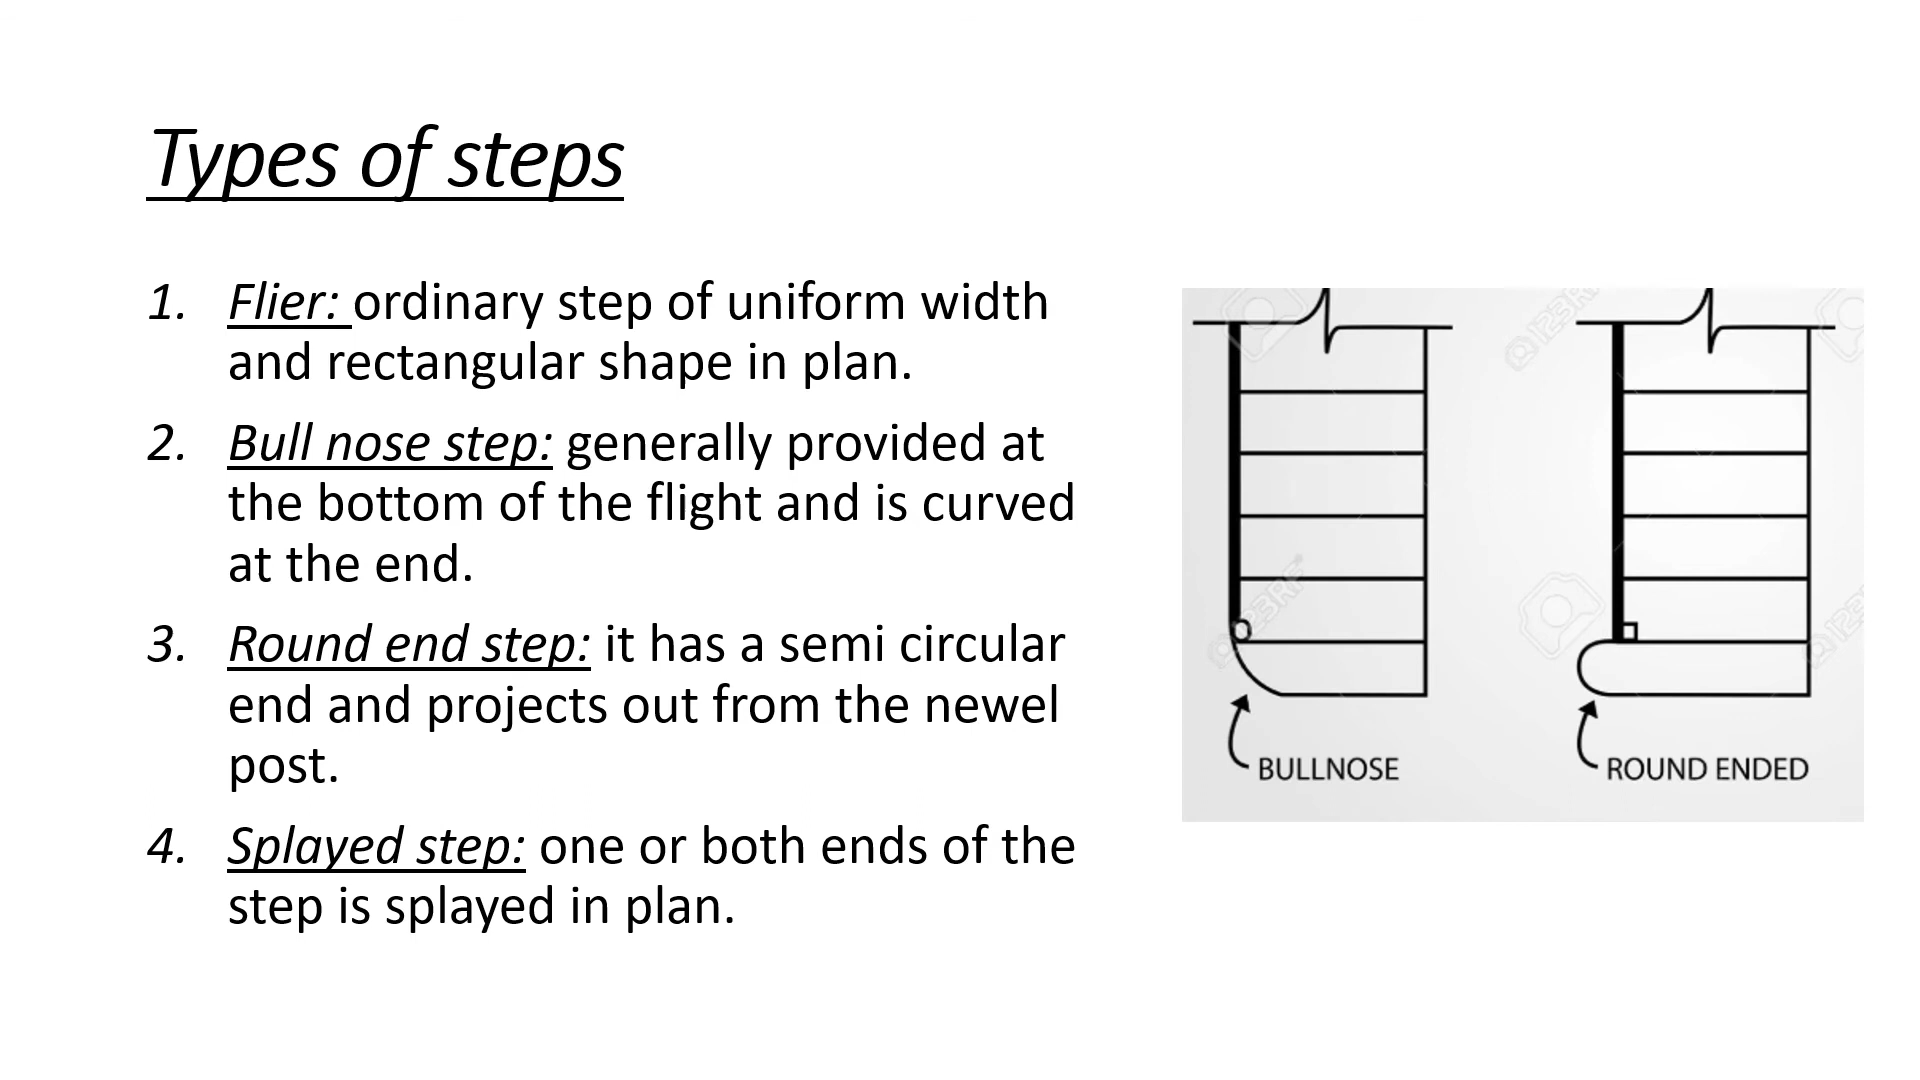 Types of steps
1. Flier: ordinary step of uniform width
and rectangular shape in plan.
2. Bull nose step: generally provided at
the bottom of the flight and is curved
at the end.
3. Round end step: it has a semi circular
end and projects out from the newel
post.
4. Splayed step: one or both ends of the
step is splayed in plan.
123RF
123RF
BULLNOSE
ROUND ENDED